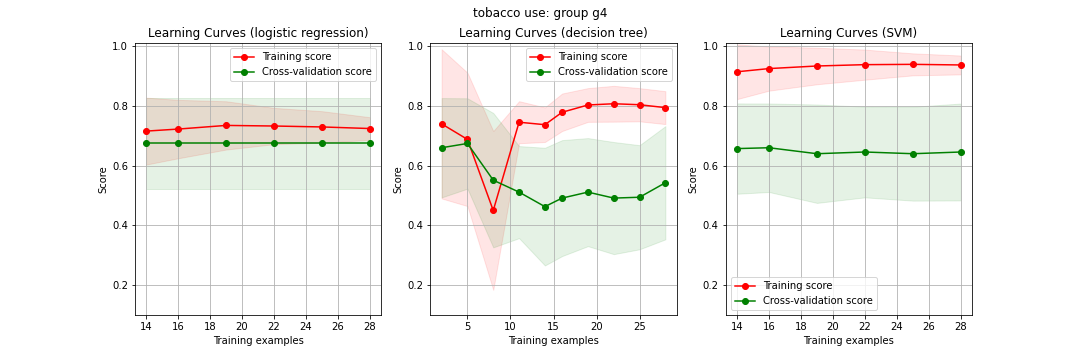 tobacco use: group g4
Learning Curves (logistic regression)
1.0
0.8
0.6
0.4
0.2
Score
14 16 18 20 22 24 26 28
Training examples
Training score
Cross-validation score
Learning Curves (decision tree)
1.0
0.8
0.6
0.4
0.2
Score
5 10 15 20 25
Training examples
Training score
Cross-validation score
Learning Curves (SVM)
1.0
0.8
0.6
0.4
0.2
Score
14 16 18 20 22 24 26 28
Training examples
Training score
Cross-validation score